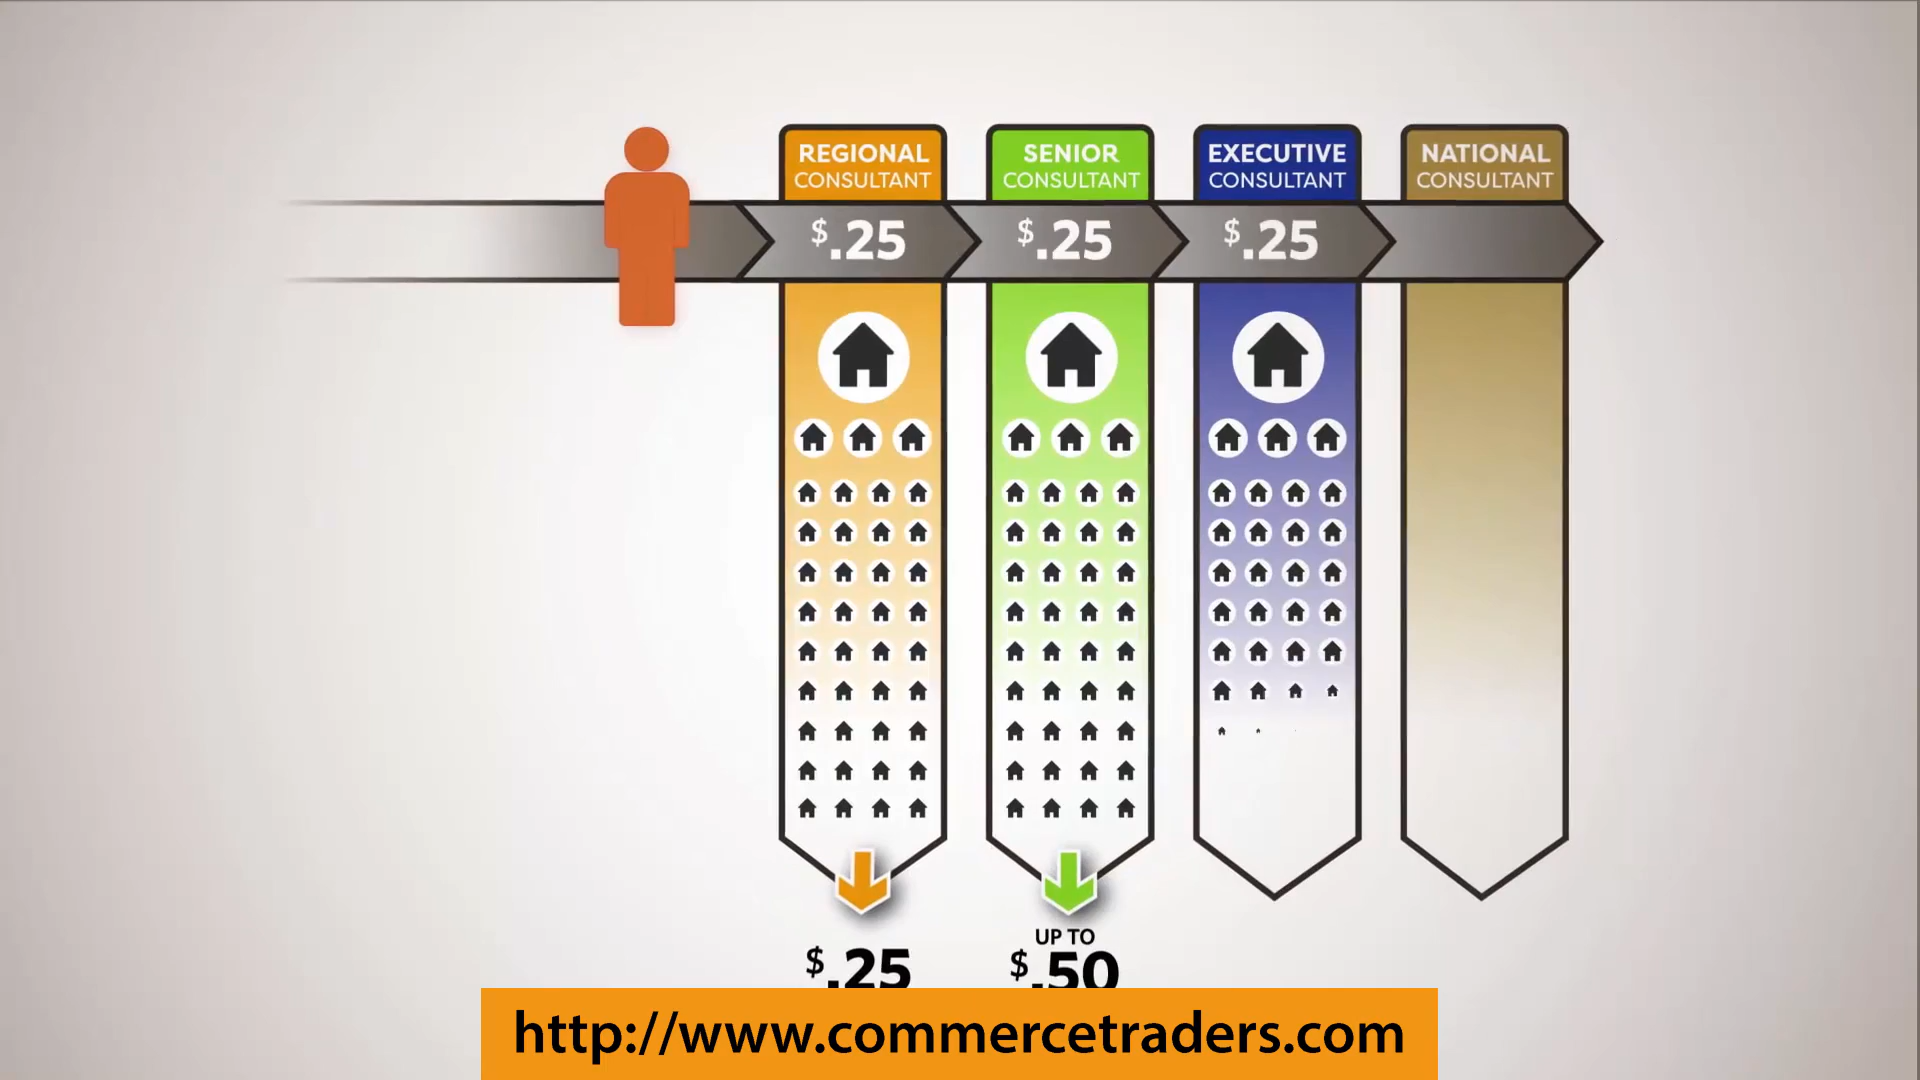 REGIONAL
CONSULTANT
SENIOR
CONSULTANT
EXECUTIVE
CONSULTANT
NATIONAL
CONSULTANT
$.25
$.25
$.25
$.25
UP TO
$.50
http://www.commercetraders.com